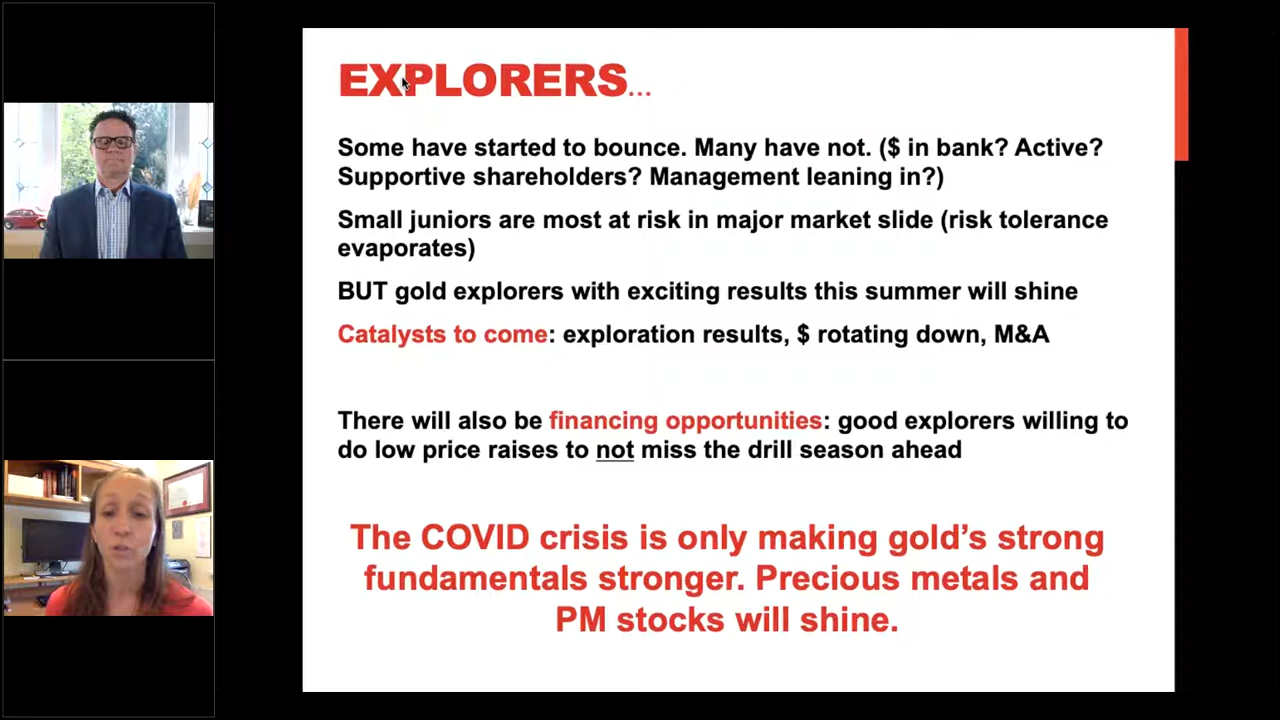 EXPLORERS...
Some have started to bounce. Many have not. ($ in bank? Active?
Supportive shareholders? Management leaning in?)
Small juniors are most at risk in major market slide (risk tolerance
evaporates)
BUT gold explorers with exciting results this summer will shine
Catalysts to come: exploration results, $ rotating down, M&A
There will also be financing opportunities: good explorers willing to
do low price raises to not miss the drill season ahead
The COVID crisis is only making gold’s strong
fundamentals stronger. Precious metals and
PM stocks will shine.